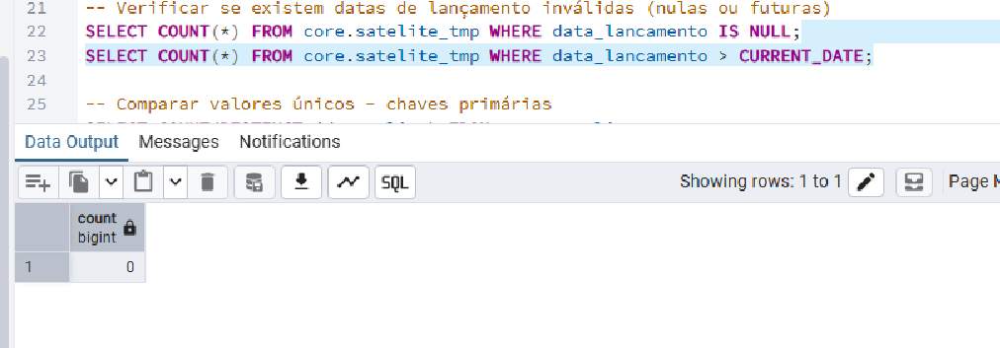 21 -- Verificar se existem datas de lançamento inválidas (nulas ou futuras)
22 SELECT COUNT(*) FROM core.satelite_tmp WHERE data_lancamento IS NULL;
23 SELECT COUNT(*) FROM core.satelite_tmp WHERE data_lancamento > CURRENT_DATE;
24
25 -- Comparar valores únicos - chaves primárias
Data Output Messages Notifications
SQL Showing rows: 1 to 1 Page
count
bigint
1 0